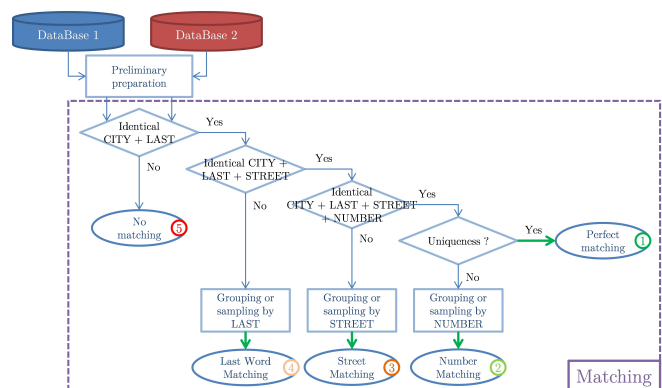 DataBase 1
DataBase 2
Preliminary
preparation
Identical
CITY + LAST
Yes
No
Identical CITY +
LAST + STREET
Yes
No
Identical
CITY + LAST + STREET
+ NUMBER
Yes
No
Uniqueness ?
Yes
No
Perfect
matching
1
No
matching
5
Grouping or
sampling by
LAST
Grouping or
sampling by
STREET
Grouping or
sampling by
NUMBER
Last Word
Matching
4
Street
Matching
3
Number
Matching
2
Matching